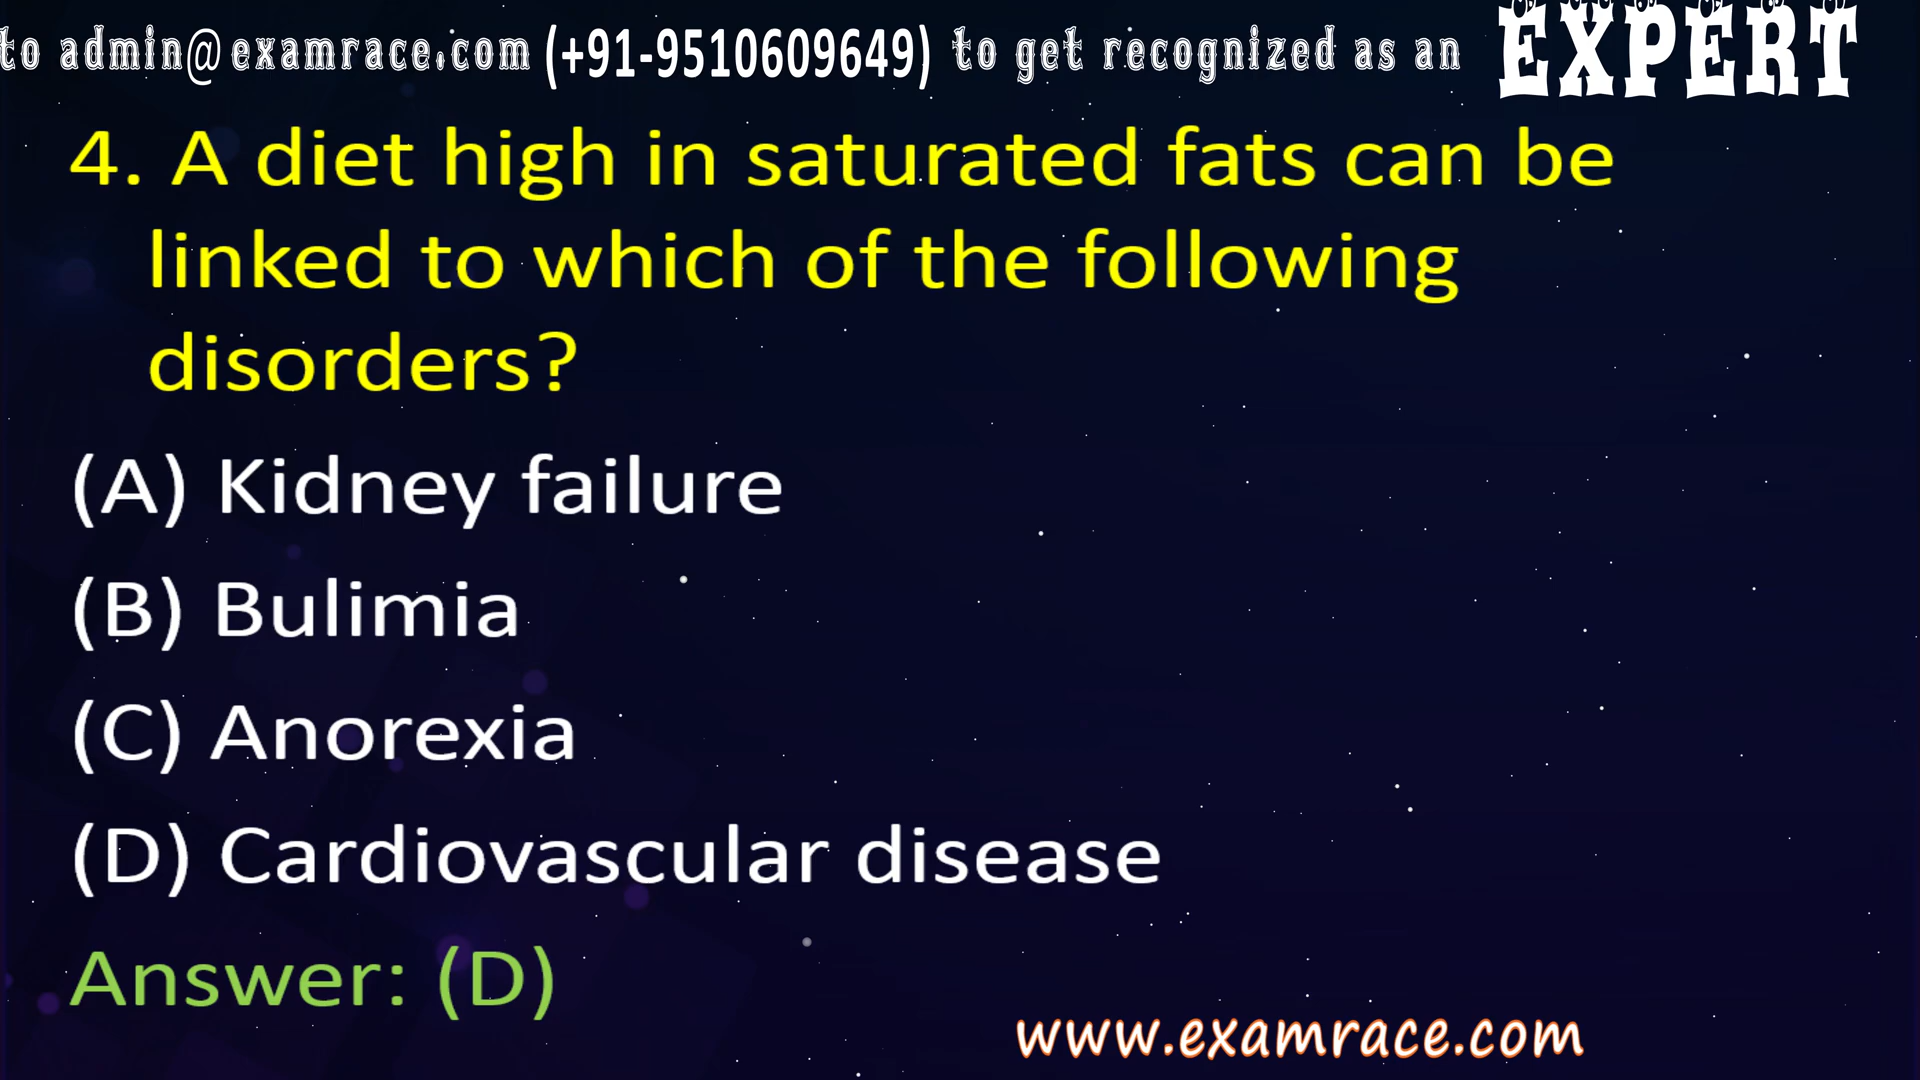 to admin@examrace.com (+91-9510609649) to get recognized as an EXPERT
4. A diet high in saturated fats can be
linked to which of the following
disorders?
(A) Kidney failure
(B) Bulimia
(C) Anorexia
(D) Cardiovascular disease
Answer: (D)
www.examrace.com